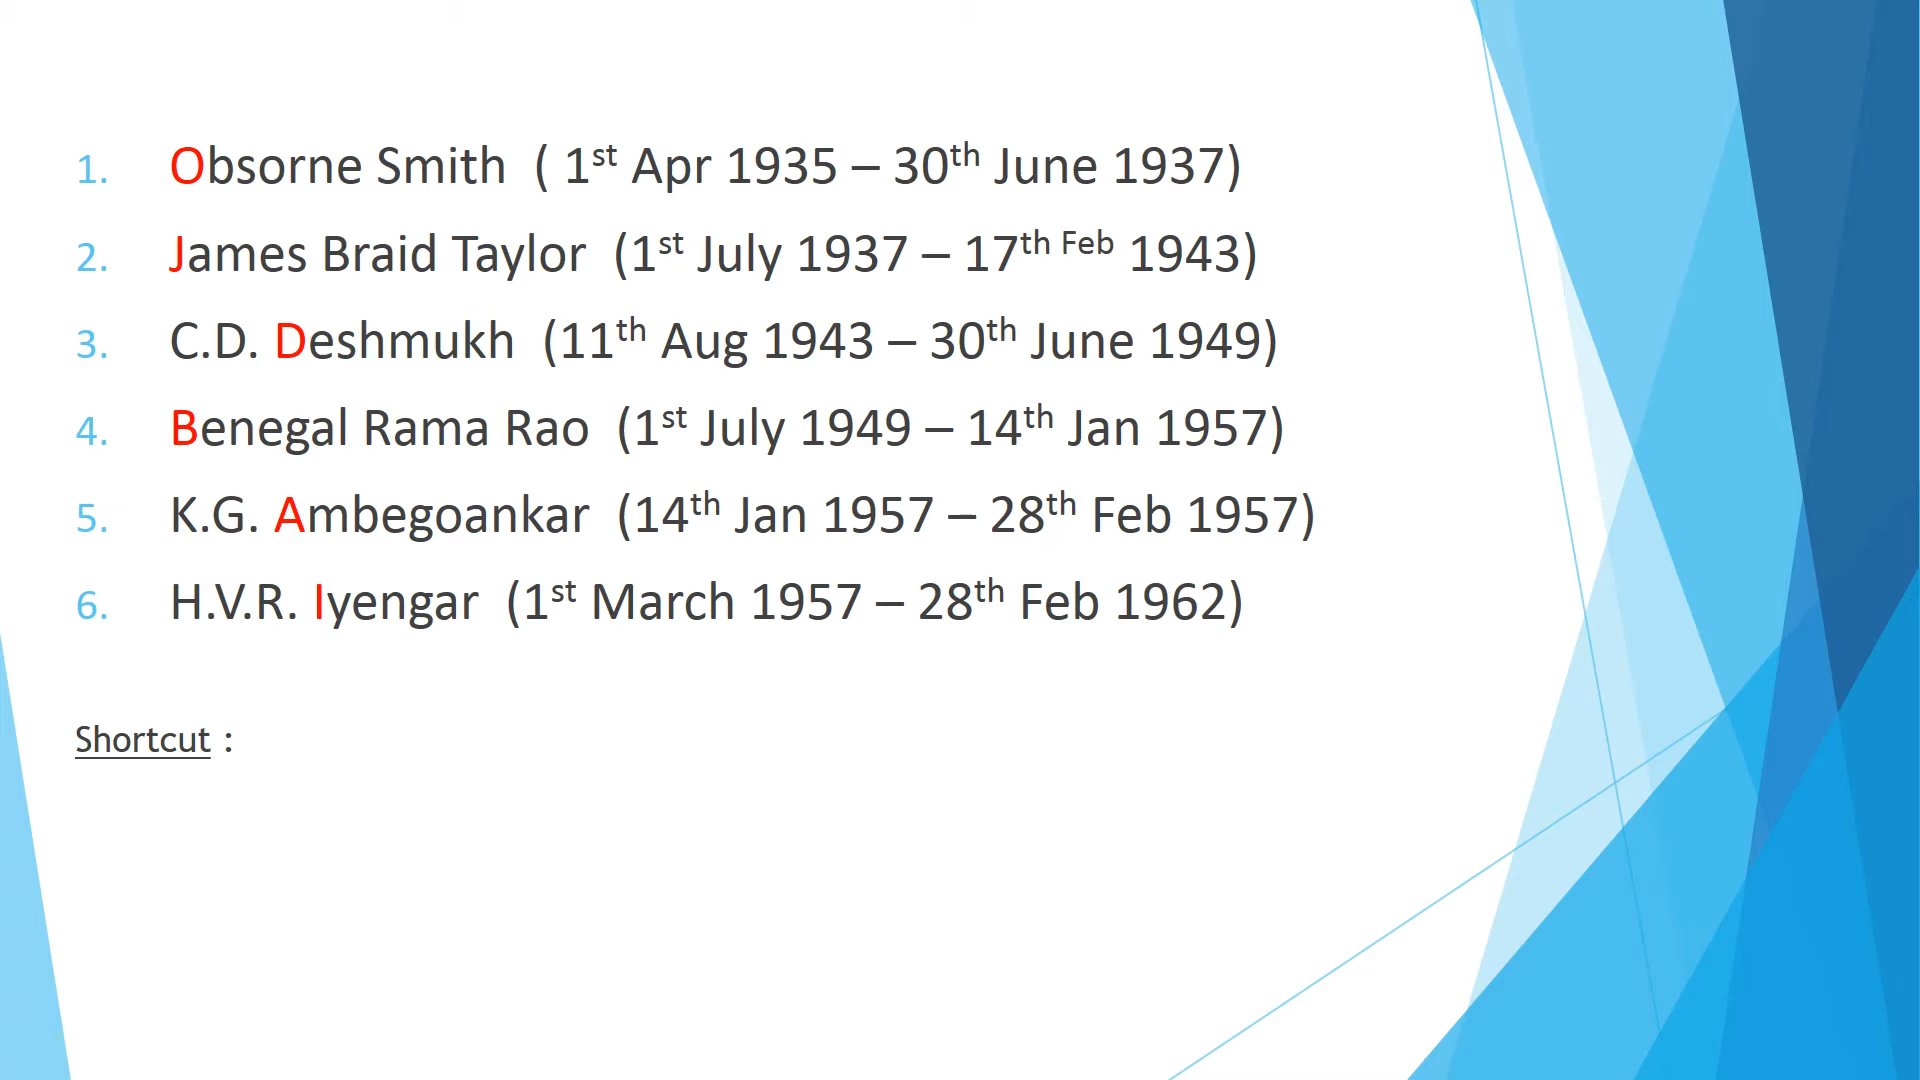 1. Obsorne Smith ( 1st Apr 1935 – 30th June 1937)
2. James Braid Taylor (1st July 1937 – 17th Feb 1943)
3. C.D. Deshmukh (11th Aug 1943 – 30th June 1949)
4. Benegal Rama Rao (1st July 1949 – 14th Jan 1957)
5. K.G. Ambegoankar (14th Jan 1957 – 28th Feb 1957)
6. H.V.R. Iyengar (1st March 1957 – 28th Feb 1962)
Shortcut :